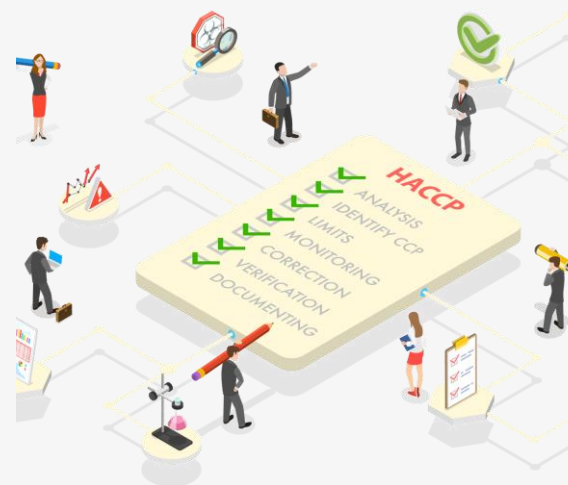 HACCP
ANALYSIS
IDENTIFY CCP
LIMITS
MONITORING
CORRECTION
VERIFICATION
DOCUMENTING